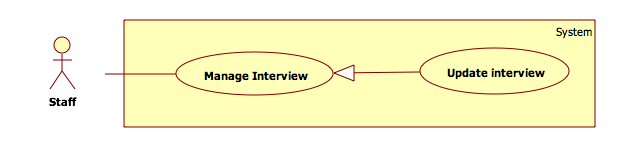 System
Manage Interview
Update interview
Staff